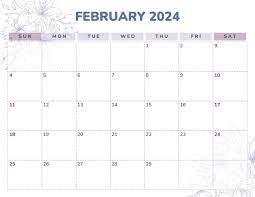 FEBRUARY 2024
SUN MON TUE WED THU FRI SAT
1 2 3
4 5 6 7 8 9 10
11 12 13 14 15 16 17
18 19 20 21 22 23 24
25 26 27 28 29